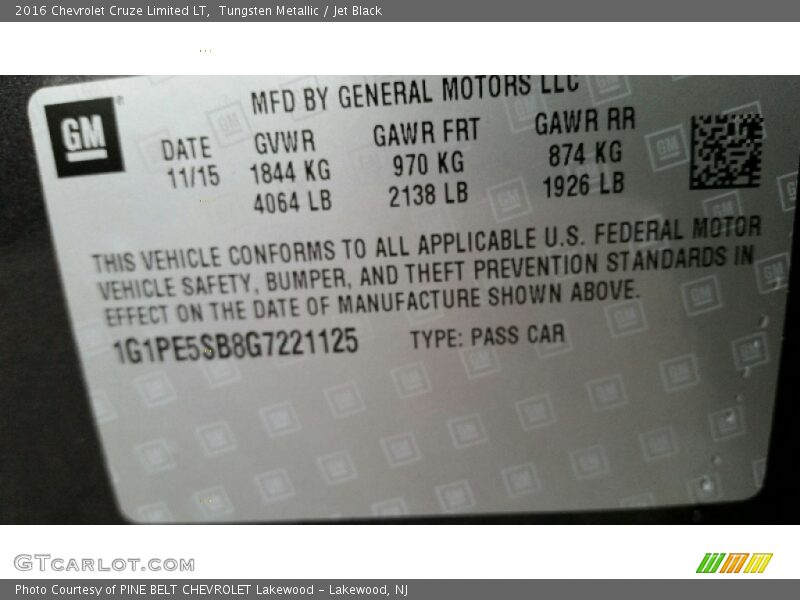 2016 Chevrolet Cruze Limited LT,  Tungsten Metallic / Jet Black
GM
MFD BY GENERAL MOTORS LLC
DATE GVWR GAWR FRT GAWR RR
11/15 1844 KG 970 KG 874 KG
4064 LB 2138 LB 1926 LB
THIS VEHICLE CONFORMS TO ALL APPLICABLE U.S. FEDERAL MOTOR
VEHICLE SAFETY, BUMPER, AND THEFT PREVENTION STANDARDS IN
EFFECT ON THE DATE OF MANUFACTURE SHOWN ABOVE.
1G1PE5SB8G7221125 TYPE: PASS CAR
GTCARLOT.COM
Photo Courtesy of PINE BELT CHEVROLET Lakewood - Lakewood, NJ